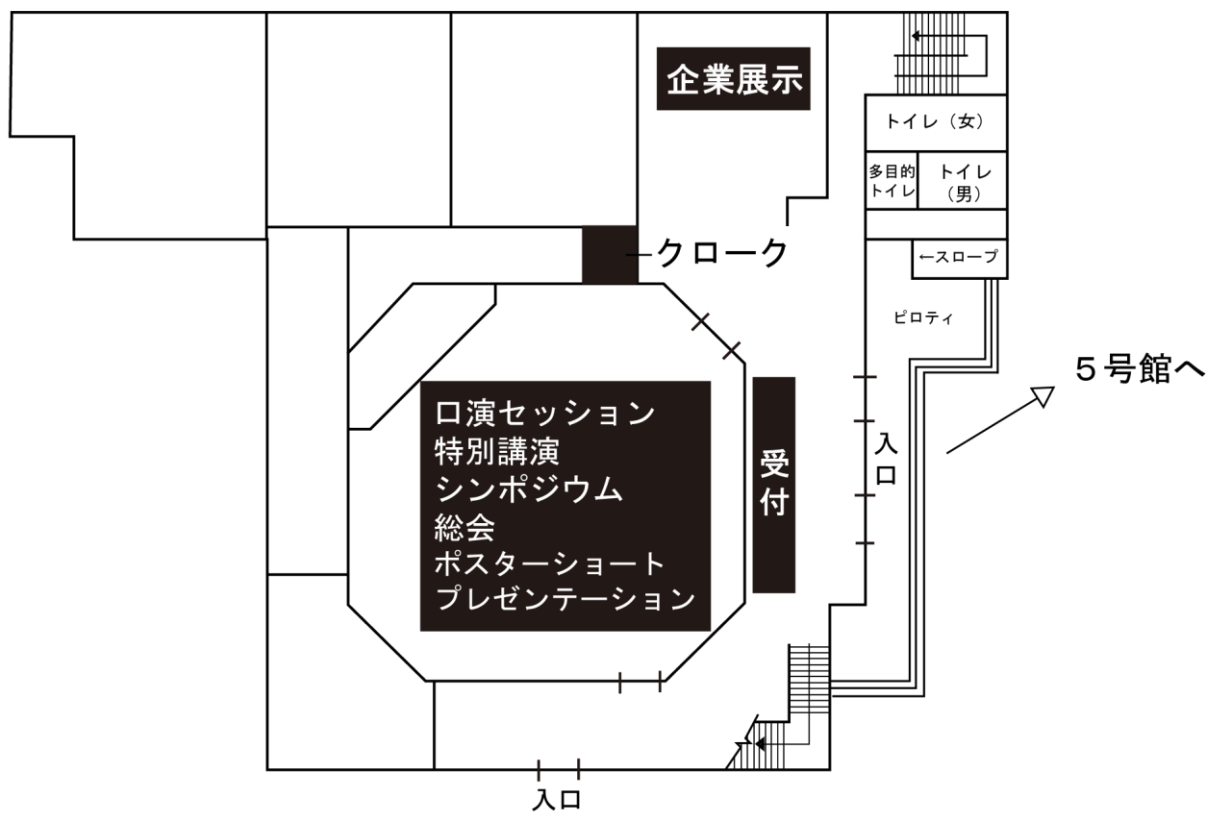 企業展示
トイレ（女）
多目的
トイレ
トイレ
（男）
クローク
←スロープ
ピロティ
５号館へ
口演セッション
特別講演
シンポジウム
総会
ポスターショート
プレゼンテーション
受付
入口
入口